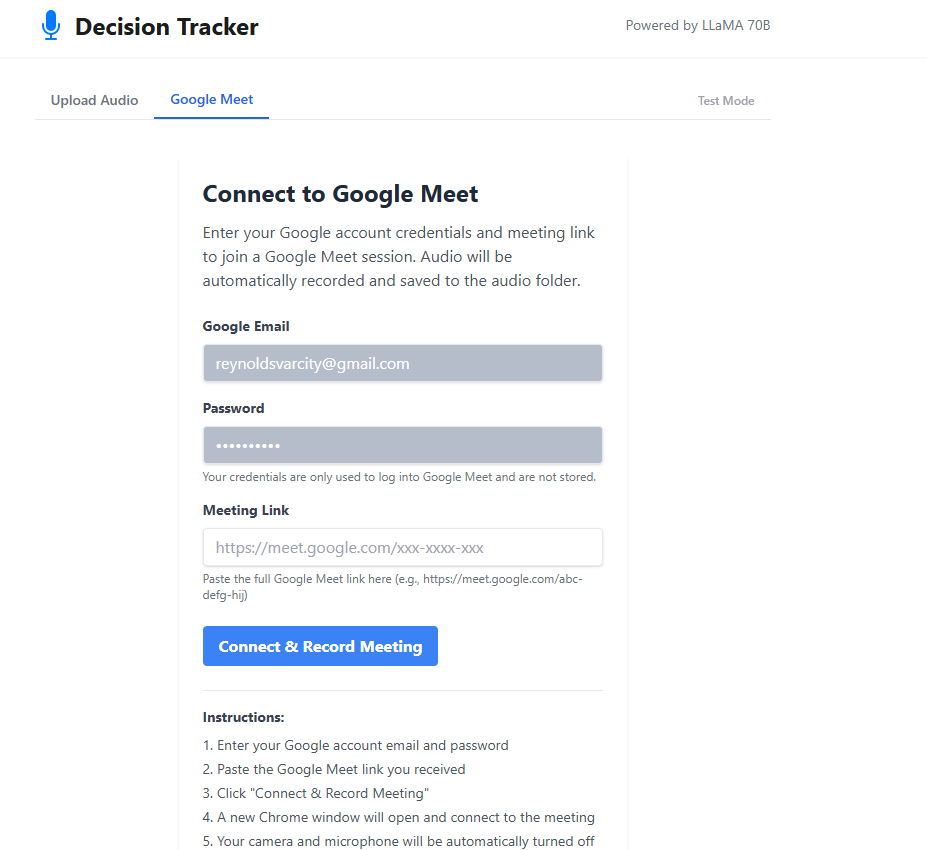 Decision Tracker
Powered by LLaMA 70B
Upload Audio
Google Meet
Test Mode
Connect to Google Meet
Enter your Google account credentials and meeting link
to join a Google Meet session. Audio will be
automatically recorded and saved to the audio folder.
Google Email
reynoldsvarcity@gmail.com
Password
••••••••••
Your credentials are only used to log into Google Meet and are not stored.
Meeting Link
https://meet.google.com/xxx-xxxx-xxx
Paste the full Google Meet link here (e.g., https://meet.google.com/abc-
defg-hij)
Connect & Record Meeting
Instructions:
1. Enter your Google account email and password
2. Paste the Google Meet link you received
3. Click "Connect & Record Meeting"
4. A new Chrome window will open and connect to the meeting
5. Your camera and microphone will be automatically turned off